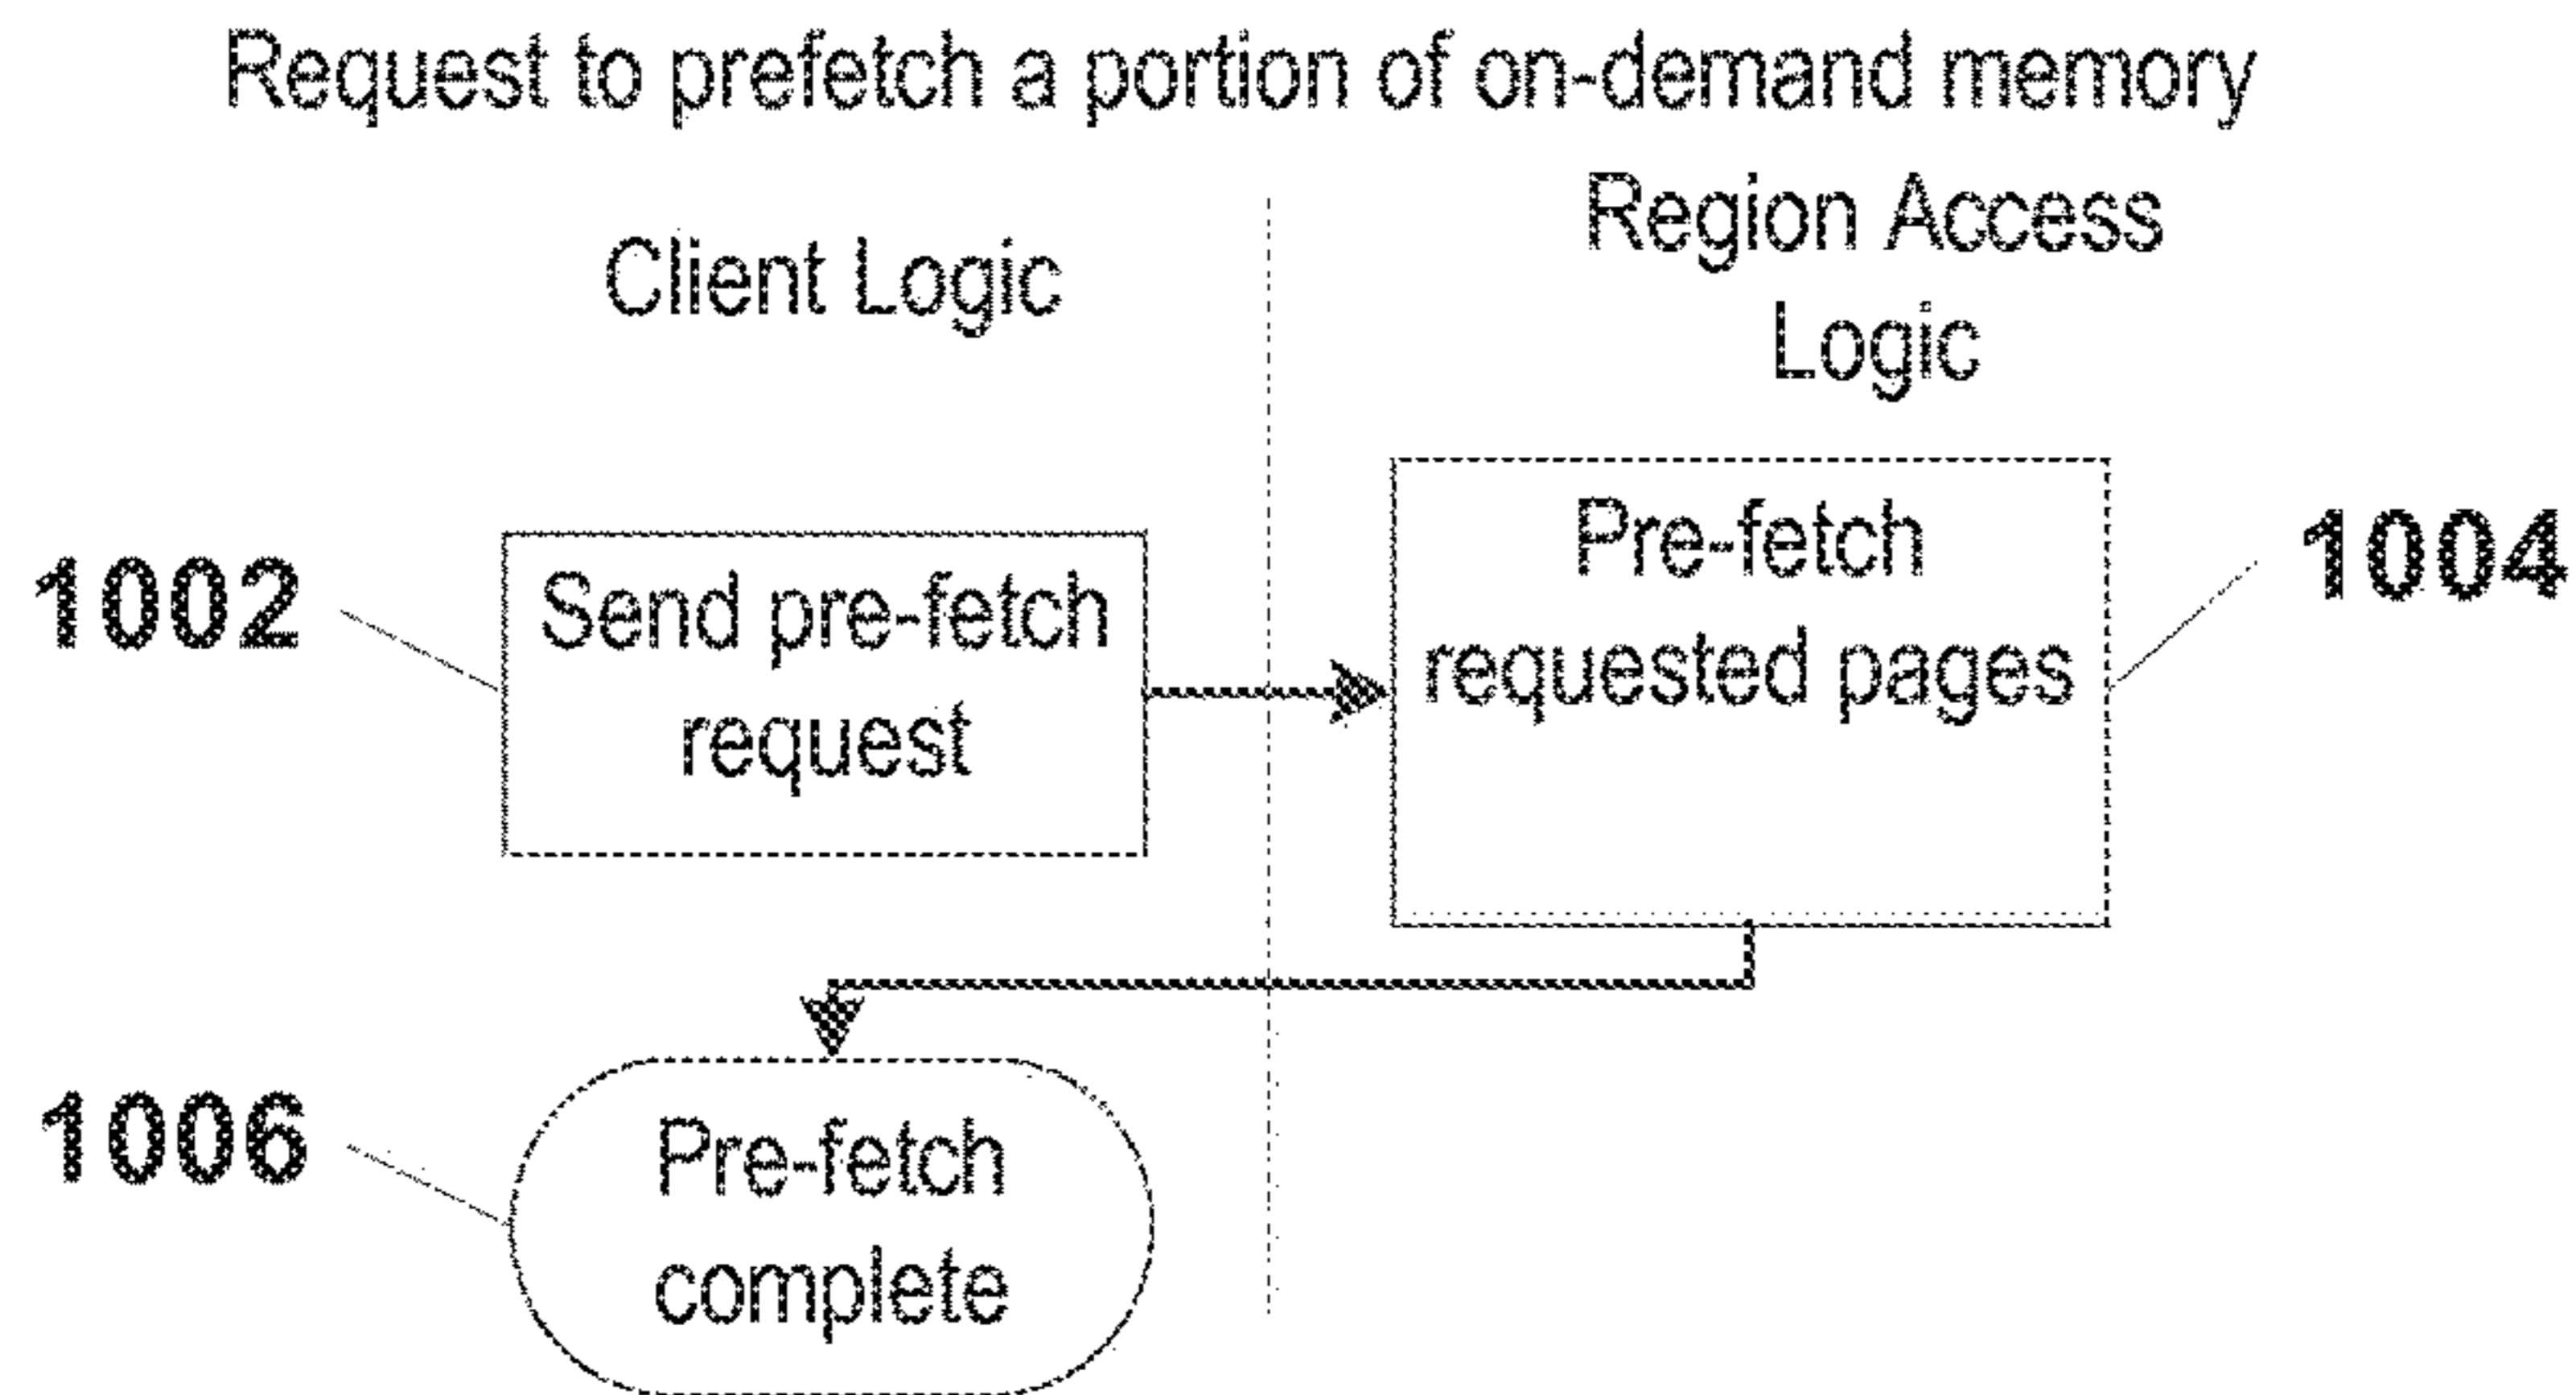 Request to prefetch a portion of on-demand memory
Client Logic
Region Access
Logic
1002
Send pre-fetch
request
Pre-fetch
requested pages
1004
1006
Pre-fetch
complete